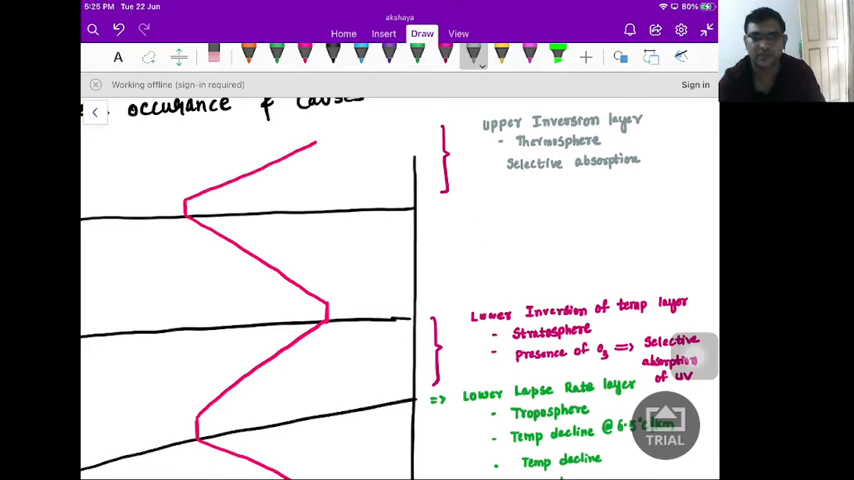 5:25 PM Tue 22 Jun
80%
akshaya
Home Insert Draw View
A
Working offline (sign-in required)
Sign in
occurance & causes
Upper Inversion layer
- Thermosphere
Selective absorption
Lower Inversion of temp layer
- Stratosphere
- presence of O3 => Selective
absorption
of UV
=> Lower Lapse Rate layer
• Troposphere
• Temp decline @ 6.5°c/km
• Temp decline
TRIAL